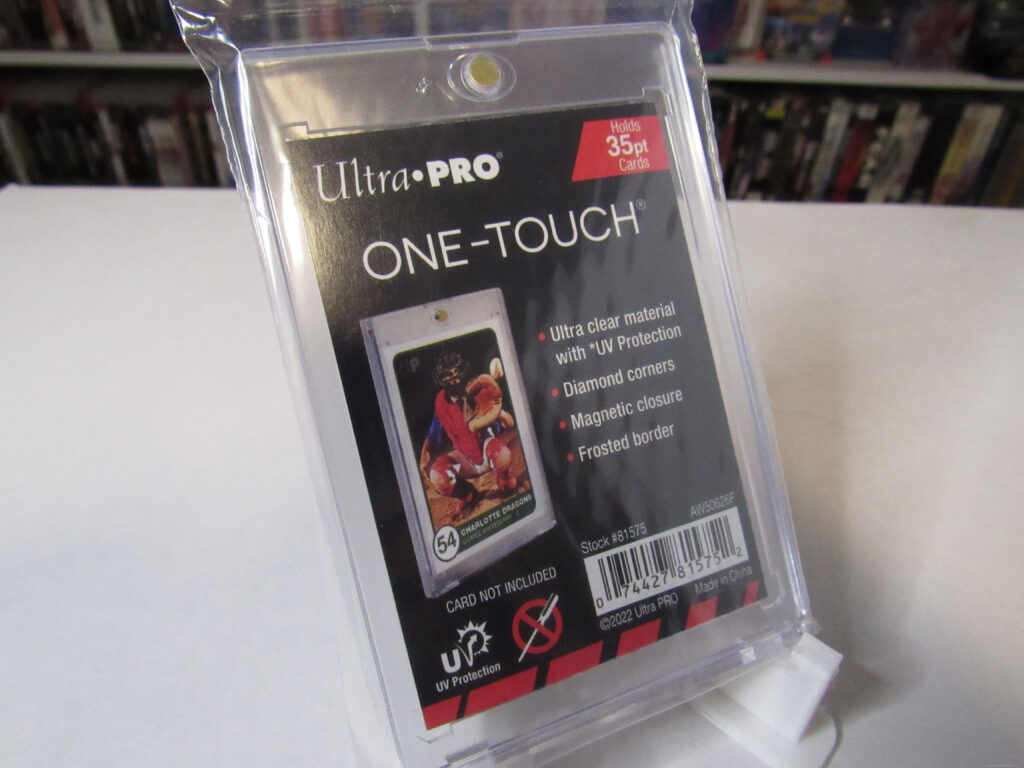 Ultra•PRO®
Holds
35pt
Cards
ONE-TOUCH®
• Ultra clear material
with *UV Protection
• Diamond corners
• Magnetic closure
• Frosted border
P
54
CHARLOTTE DRAGONS
CARD NOT INCLUDED
UV
UV Protection
Stock #81575
AW50626F
0 74427 81575 2
©2022 Ultra PRO
Made in China